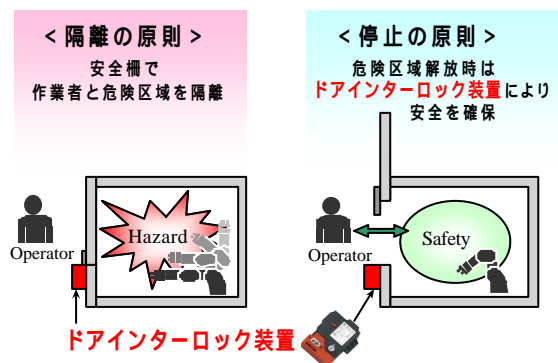 <隔離の原則>
安全柵で
作業者と危険区域を隔離
Operator
Hazard
<停止の原則>
危険区域解放時は
ドアインターロック装置により
安全を確保
Operator
Safety
ドアインターロック装置